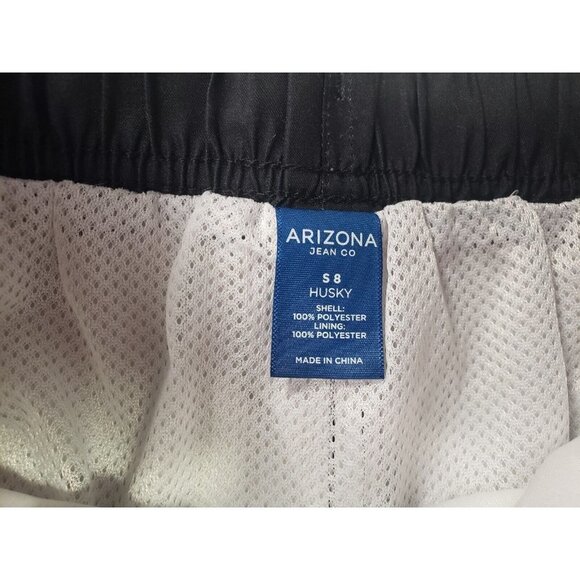 ARIZONA
JEAN CO
S 8
HUSKY
SHELL:
100% POLYESTER
LINING:
100% POLYESTER
MADE IN CHINA